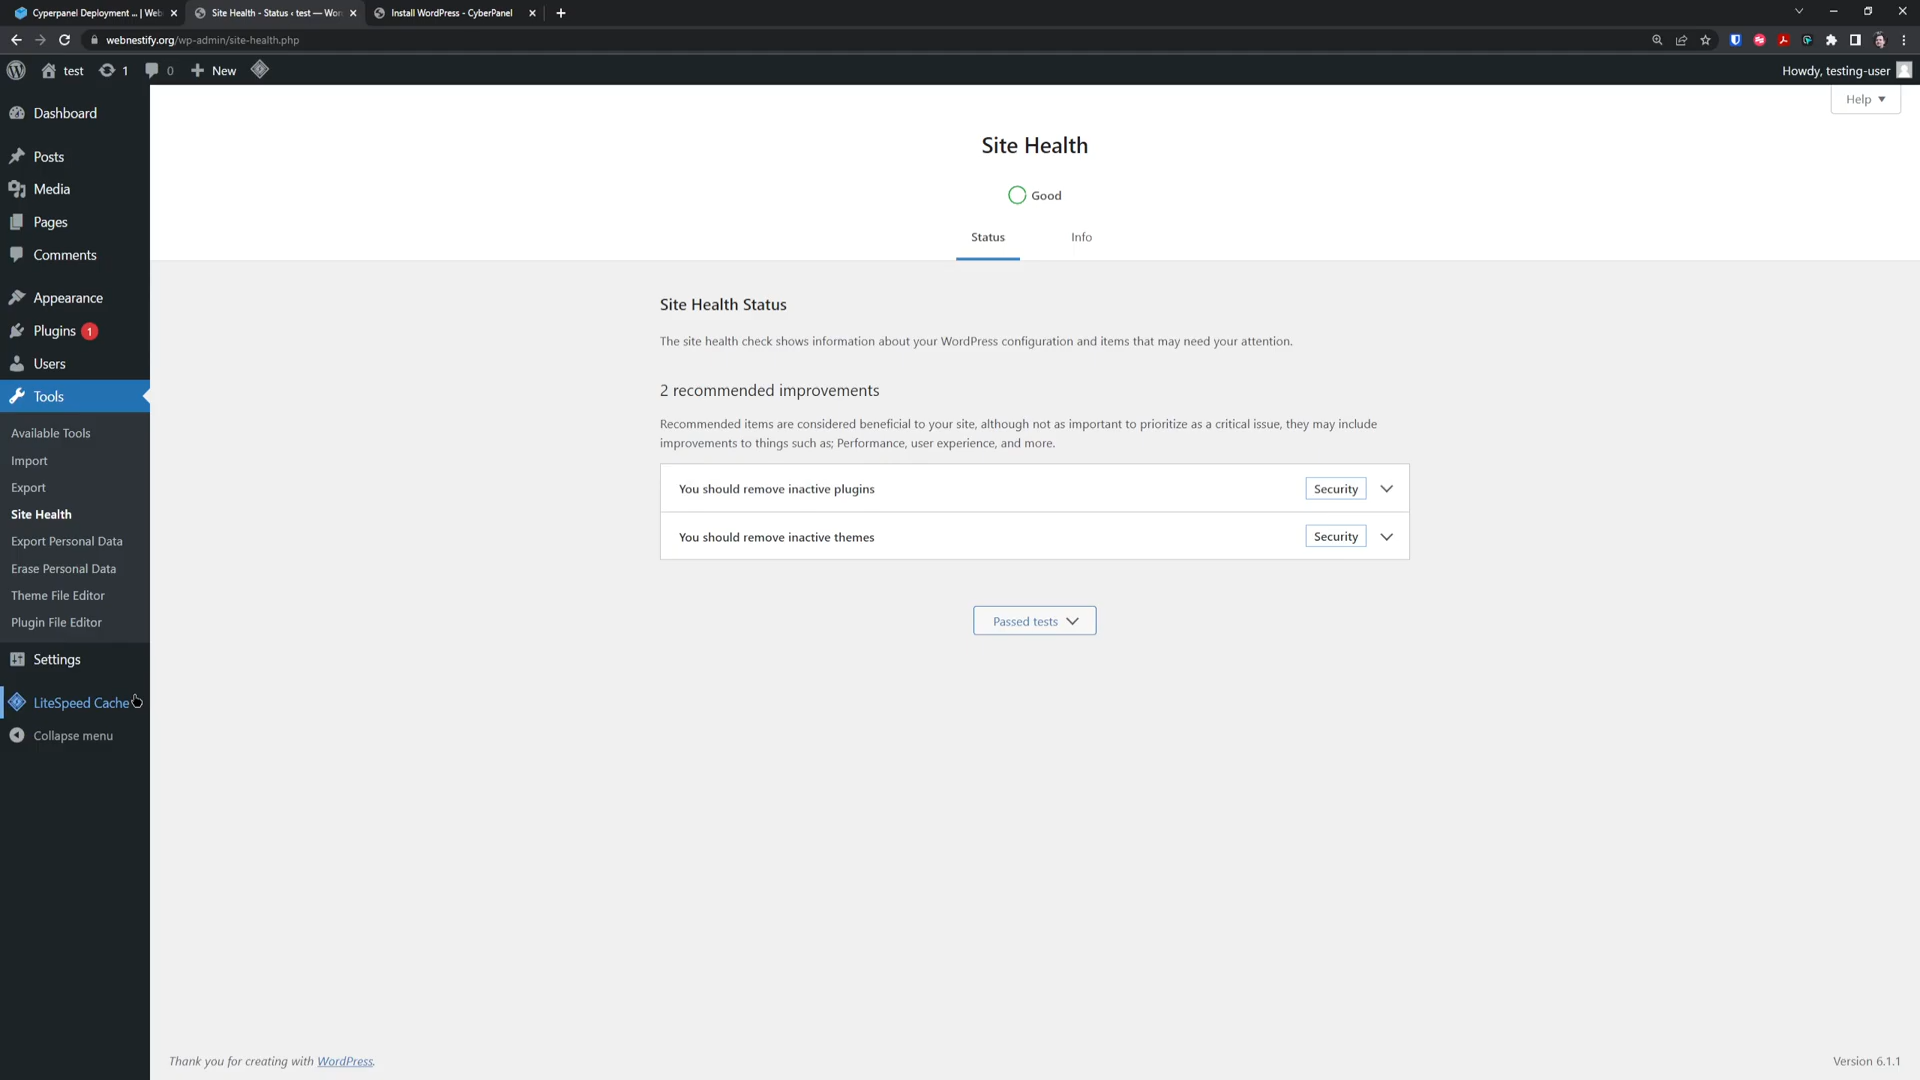 Cyperpanel Deployment ... | Web
Site Health - Status ‹ test — Wor
Install WordPress - CyberPanel
webnestify.org/wp-admin/site-health.php
test
1
0
New
Howdy, testing-user
Dashboard
Posts
Media
Pages
Comments
Appearance
Plugins 1
Users
Tools
Available Tools
Import
Export
Site Health
Export Personal Data
Erase Personal Data
Theme File Editor
Plugin File Editor
Settings
LiteSpeed Cache
Collapse menu
Help
Site Health
Good
Status
Info
Site Health Status
The site health check shows information about your WordPress configuration and items that may need your attention.
2 recommended improvements
Recommended items are considered beneficial to your site, although not as important to prioritize as a critical issue, they may include
improvements to things such as; Performance, user experience, and more.
You should remove inactive plugins
Security
You should remove inactive themes
Security
Passed tests
Thank you for creating with WordPress.
Version 6.1.1